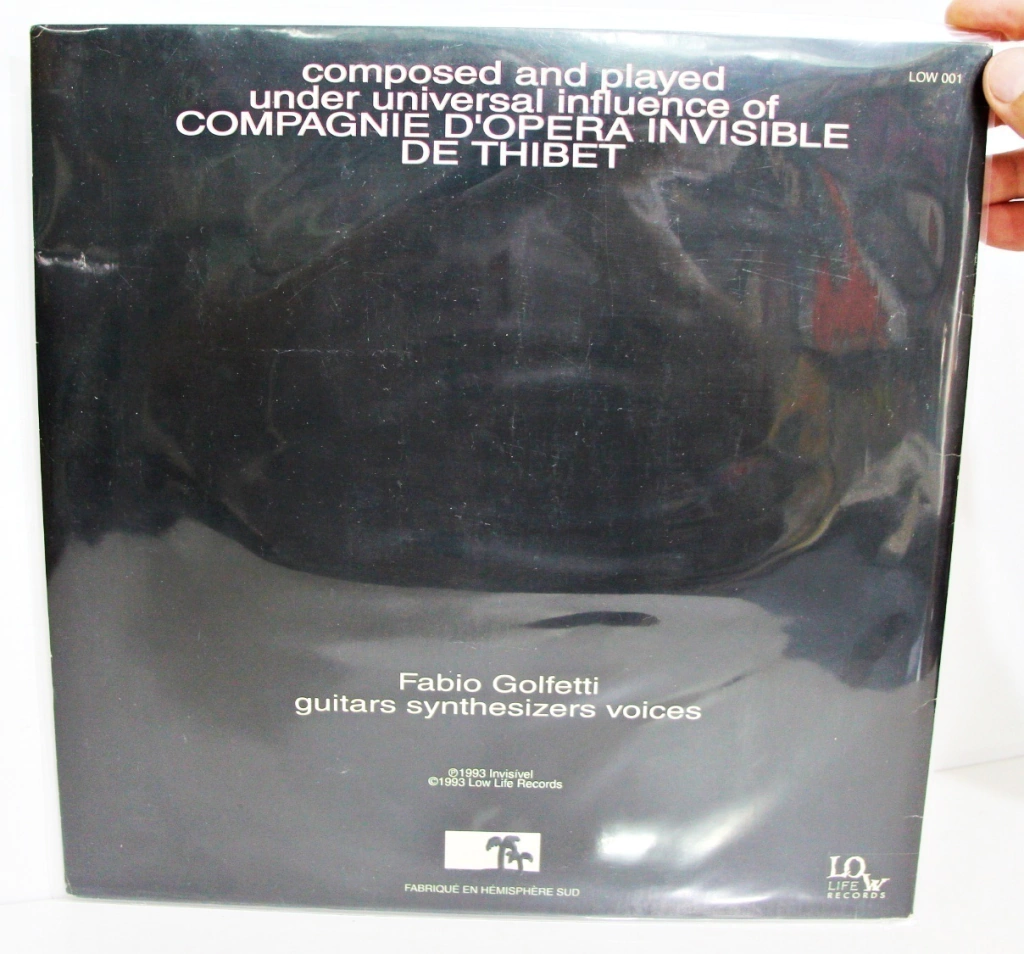 LOW 001
composed and played
under universal influence of
COMPAGNIE D'OPERA INVISIBLE
DE THIBET
Fabio Golfetti
guitars synthesizers voices
℗1993 Invisível
©1993 Low Life Records
FABRIQUÉ EN HÉMISPHÈRE SUD
LOW
LIFE
RECORDS